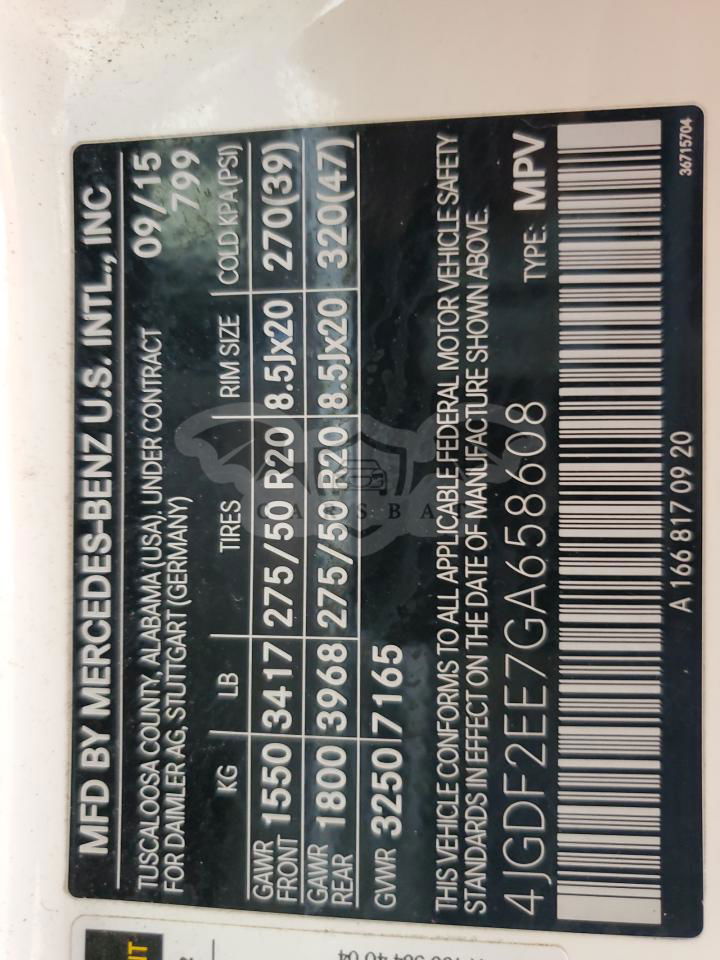 MFD BY MERCEDES-BENZ U.S. INTL., INC
TUSCALOOSA COUNTY, ALABAMA (USA), UNDER CONTRACT 09/15
FOR DAIMLER AG, STUTTGART (GERMANY) 799
KG LB TIRES RIM SIZE COLD KPA (PSI)
GAWR FRONT 1550 3417 275/50 R20 8.5Jx20 270(39)
GAWR REAR 1800 3968 275/50 R20 8.5Jx20 320(47)
GVWR 3250 7165
THIS VEHICLE CONFORMS TO ALL APPLICABLE FEDERAL MOTOR VEHICLE SAFETY
STANDARDS IN EFFECT ON THE DATE OF MANUFACTURE SHOWN ABOVE.
4JGDF2EE7GA658608 TYPE: MPV
A 166 817 09 20
36715704